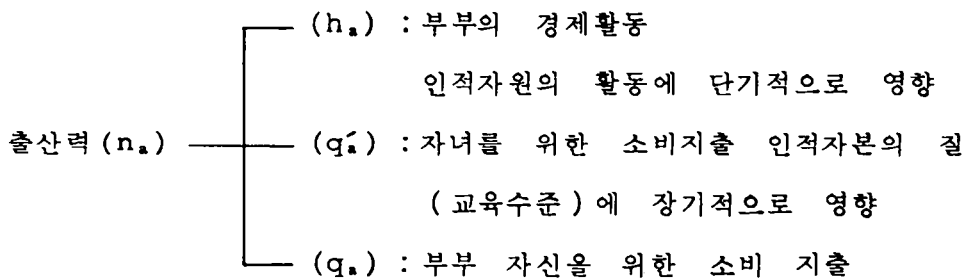 (hₐ) : 부부의 경제활동
인적자원의 활동에 단기적으로 영향
출산력(nₐ) (q́ₐ) : 자녀를 위한 소비지출 인적자본의 질
(교육수준)에 장기적으로 영향
(qₐ) : 부부 자신을 위한 소비 지출